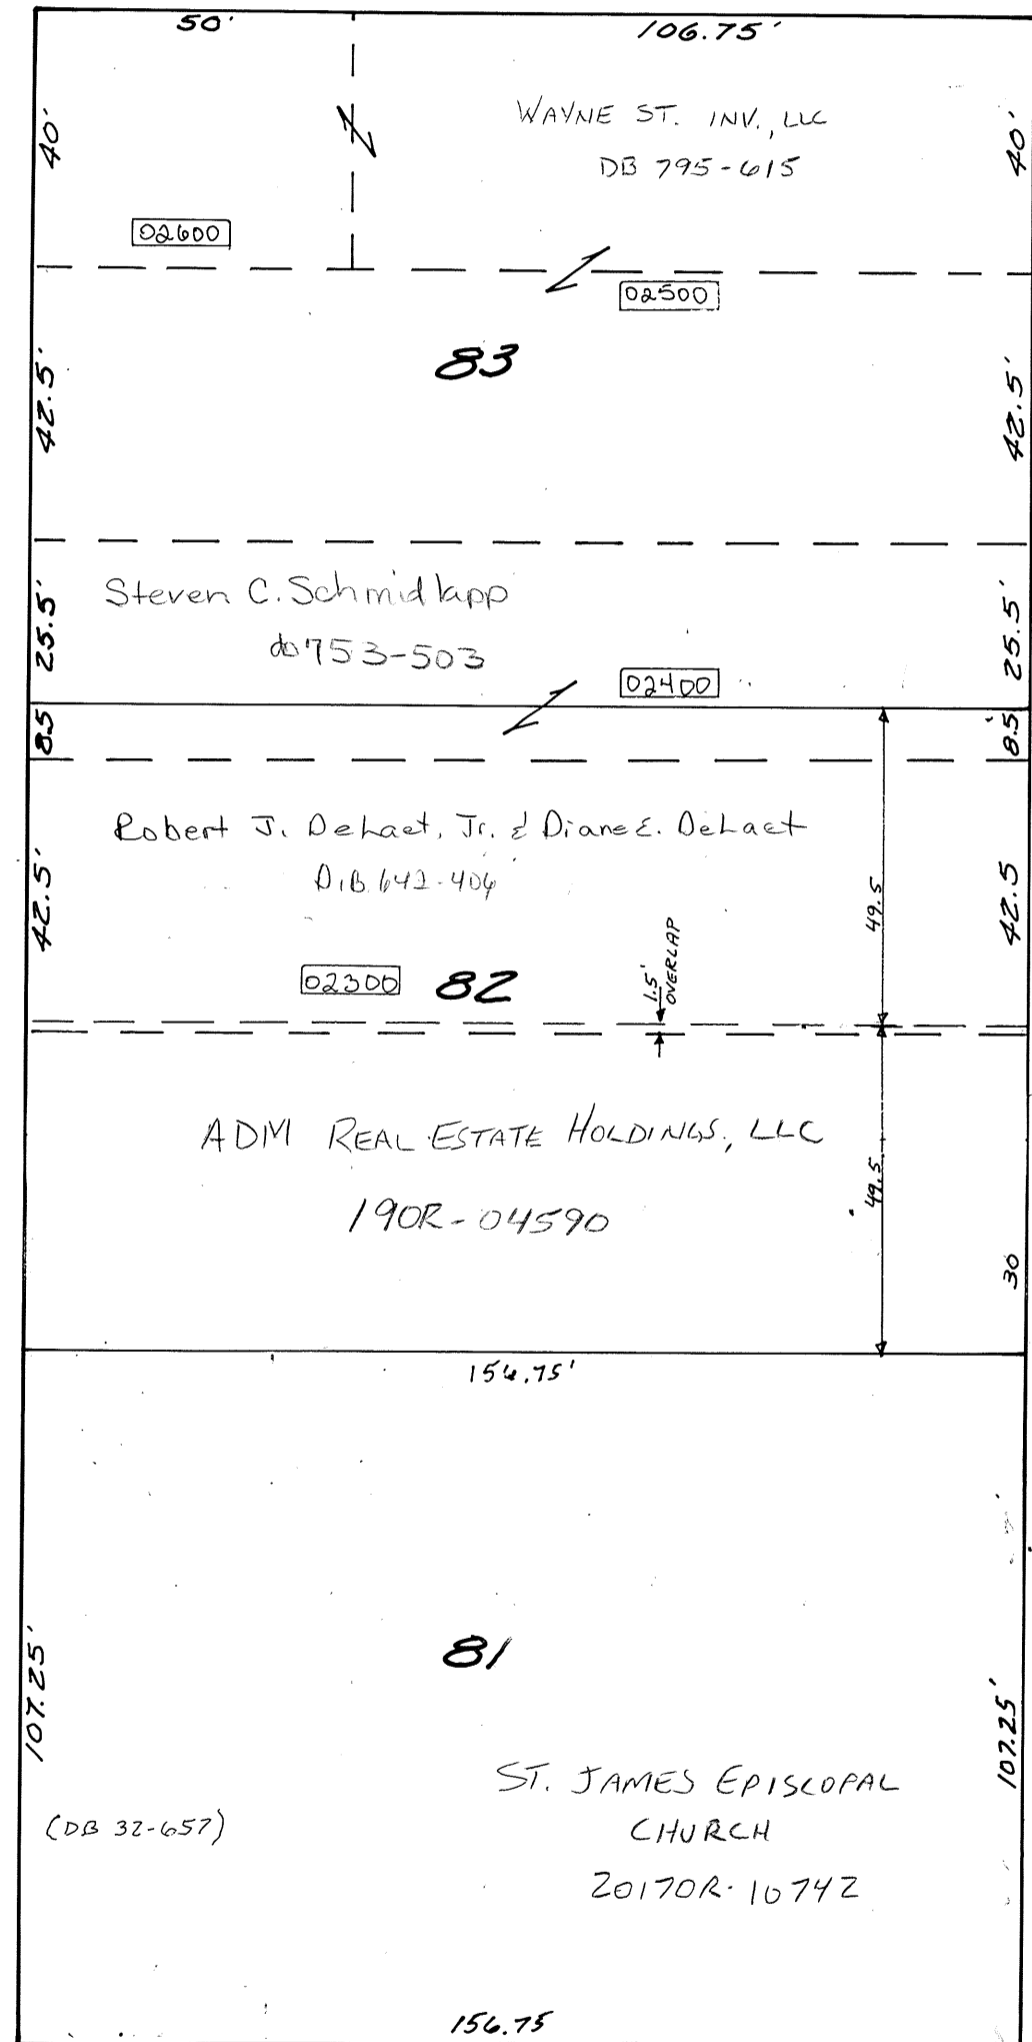 50'
106.75'
40'
WAYNE ST. INV., LLC
DB 795-615
40'
02600
02500
83
42.5'
42.5'
Steven C. Schmidlapp
do 753-503
25.5'
25.5'
02400
8.5
8.5'
Robert J. DeLaet, Jr. & Diane E. DeLaet
D.B. 642-406
42.5'
42.5
49.5
1.5'
OVERLAP
02300
82
ADM REAL ESTATE HOLDINGS, LLC
190R-04590
49.5
30
156.75'
81
107.25'
107.25'
ST. JAMES EPISCOPAL
CHURCH
(DB 32-657)
20170R-10742
156.75